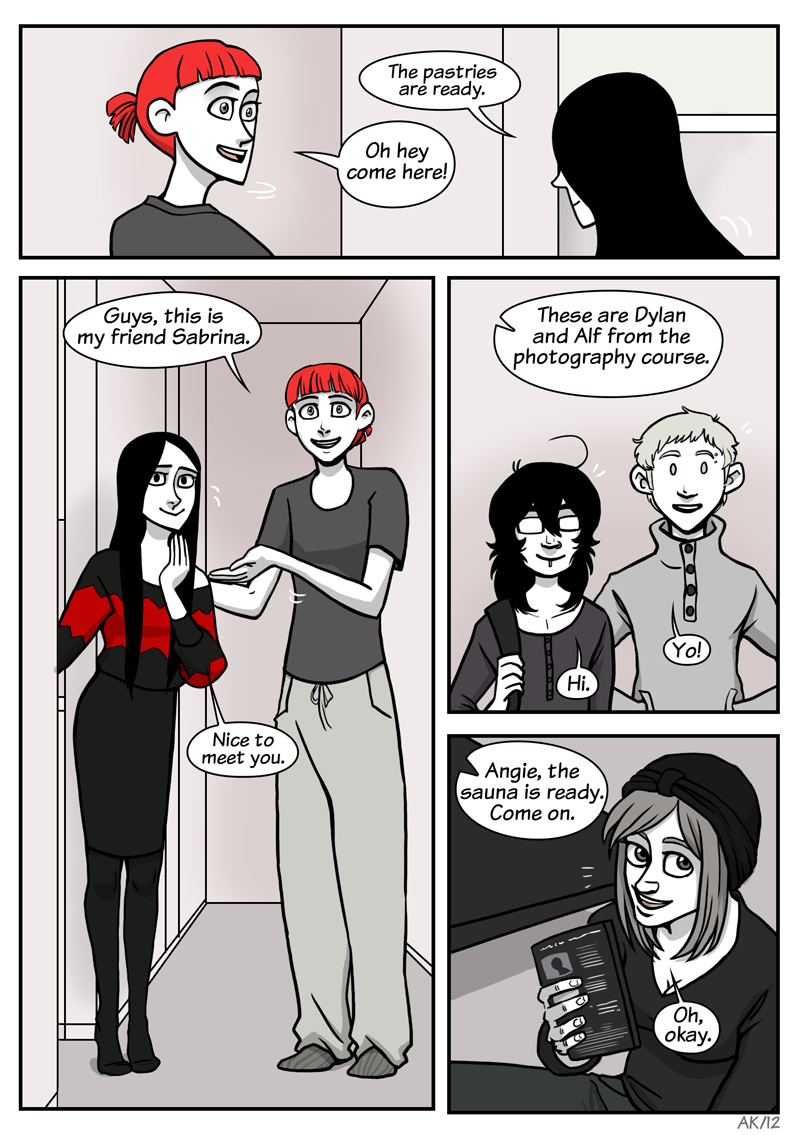 The pastries
are ready.
Oh hey
come here!
Guys, this is
my friend Sabrina.
Nice to
meet you.
These are Dylan
and Alf from the
photography course.
Hi.
Yo!
Angie, the
sauna is ready.
Come on.
Oh,
okay.
AK/12